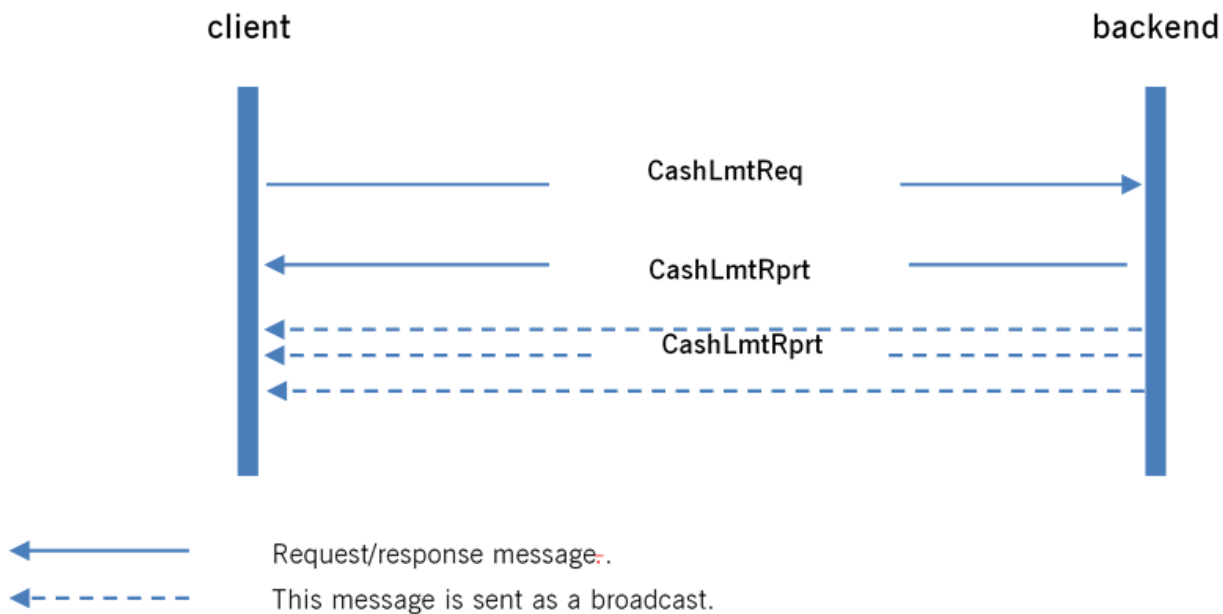 client
backend
CashLmtReq
CashLmtRprt
CashLmtRprt
Request/response message..
This message is sent as a broadcast.